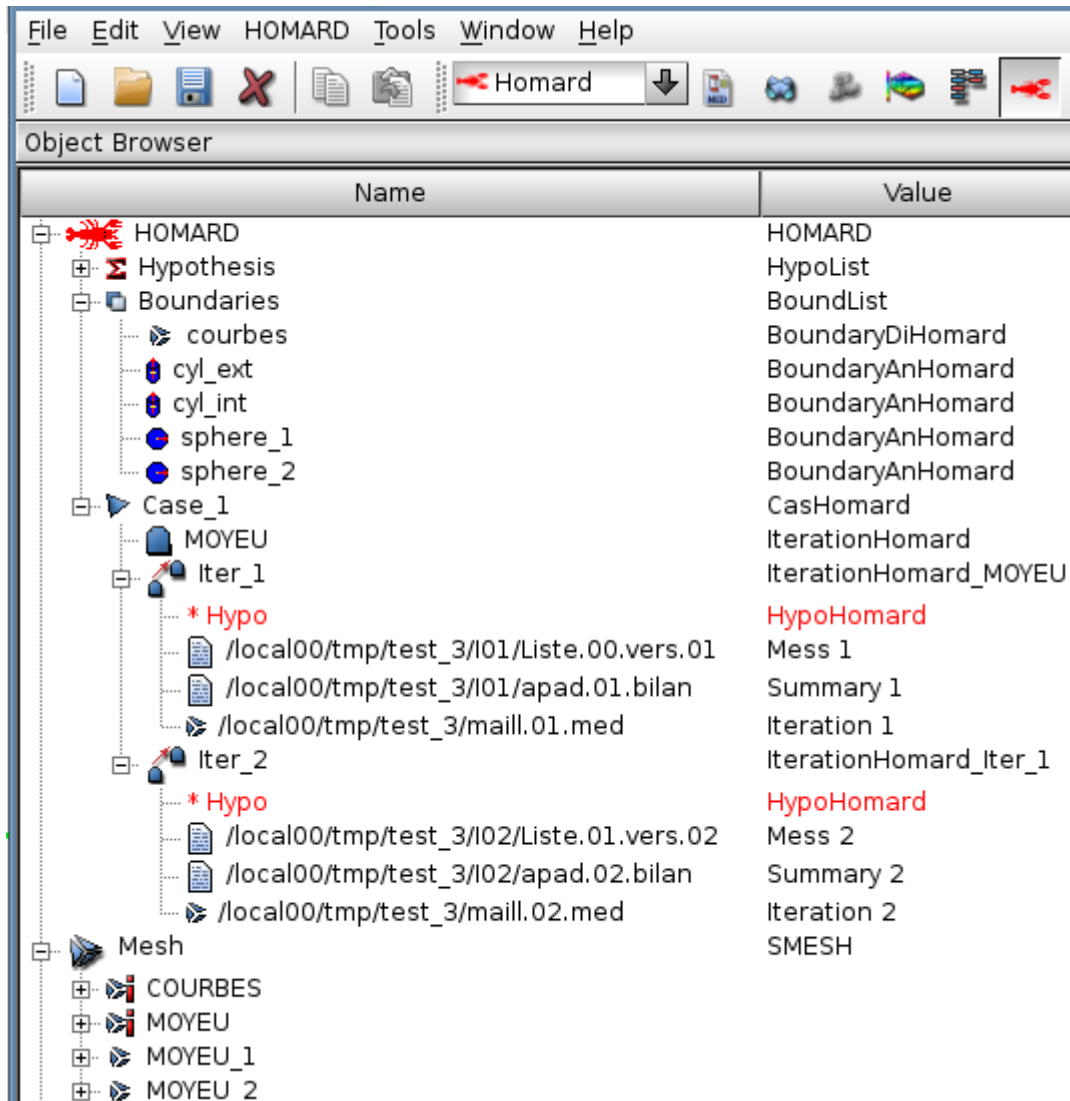 File Edit View HOMARD Tools Window Help
Homard MED
Object Browser
Name Value
HOMARD HOMARD
Hypothesis HypoList
Boundaries BoundList
courbes BoundaryDiHomard
cyl_ext BoundaryAnHomard
cyl_int BoundaryAnHomard
sphere_1 BoundaryAnHomard
sphere_2 BoundaryAnHomard
Case_1 CasHomard
MOYEU IterationHomard
Iter_1 IterationHomard_MOYEU
* Hypo HypoHomard
/local00/tmp/test_3/I01/Liste.00.vers.01 Mess 1
/local00/tmp/test_3/I01/apad.01.bilan Summary 1
/local00/tmp/test_3/maill.01.med Iteration 1
Iter_2 IterationHomard_Iter_1
* Hypo HypoHomard
/local00/tmp/test_3/I02/Liste.01.vers.02 Mess 2
/local00/tmp/test_3/I02/apad.02.bilan Summary 2
/local00/tmp/test_3/maill.02.med Iteration 2
Mesh SMESH
COURBES
MOYEU
MOYEU_1
MOYEU_2